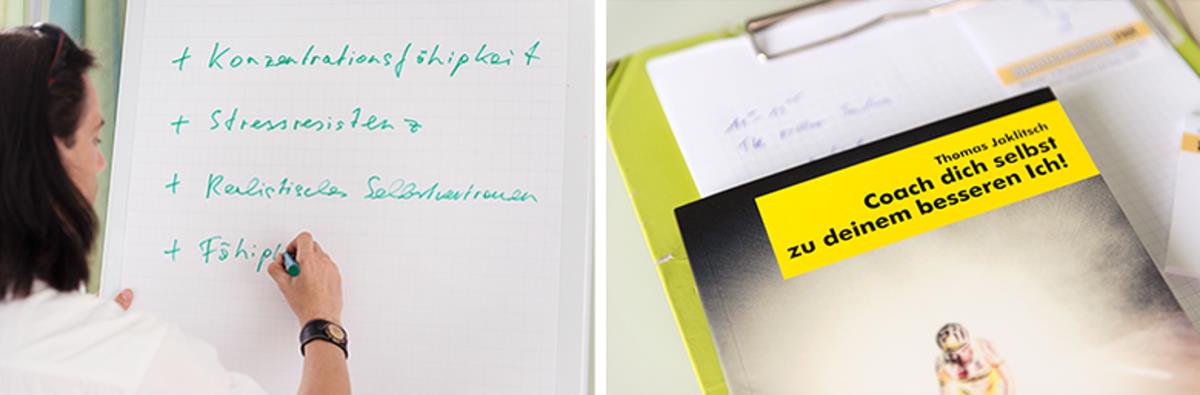 + Konzentrationsfähigkeit
+ Stressresistenz
+ Realistisches Selbstvertrauen
+ Fähig
Thomas Jaklitsch
Coach dich selbst
zu deinem besseren Ich!